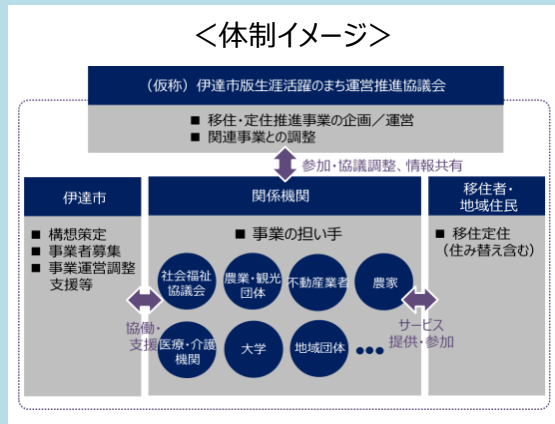 ＜体制イメージ＞
（仮称）伊達市版生涯活躍のまち運営推進協議会
■ 移住・定住推進事業の企画／運営
■ 関連事業との調整
参加・協議調整、情報共有
伊達市
■ 構想策定
■ 事業者募集
■ 事業運営調整
支援等
協働・
支援
関係機関
■ 事業の担い手
社会福祉
協議会
農業・観光
団体
不動産業者
農家
医療・介護
機関
大学
地域団体
•••
サービス
提供・参加
移住者・
地域住民
■ 移住定住
（住み替え含む）